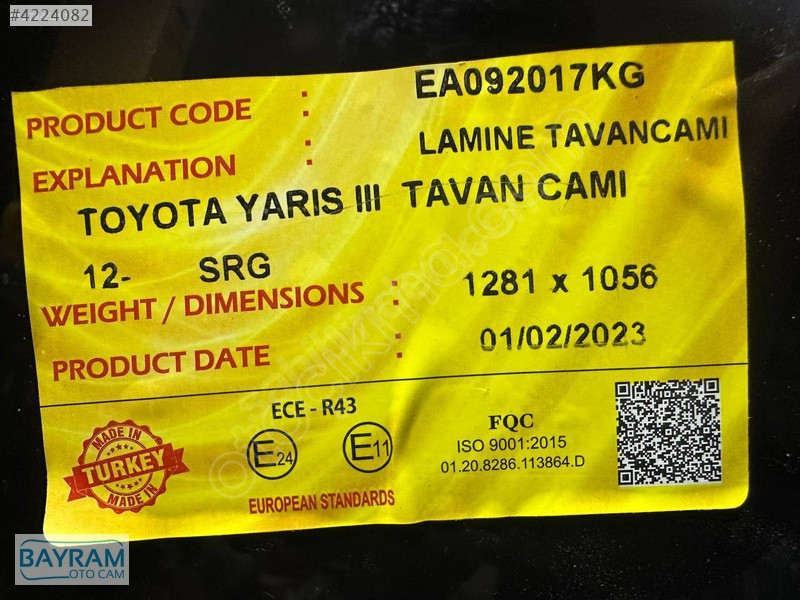 #4224082
PRODUCT CODE : EA092017KG
EXPLANATION : LAMINE TAVANCAMI
TOYOTA YARIS III TAVAN CAMI
12- SRG
WEIGHT / DIMENSIONS : 1281 x 1056
PRODUCT DATE : 01/02/2023
ECE - R43
E24 E11
EUROPEAN STANDARDS
FQC
ISO 9001:2015
01.20.8286.113864.D
MADE IN
TURKEY
MADE IN
otocikma.com
BAYRAM
OTO CAM